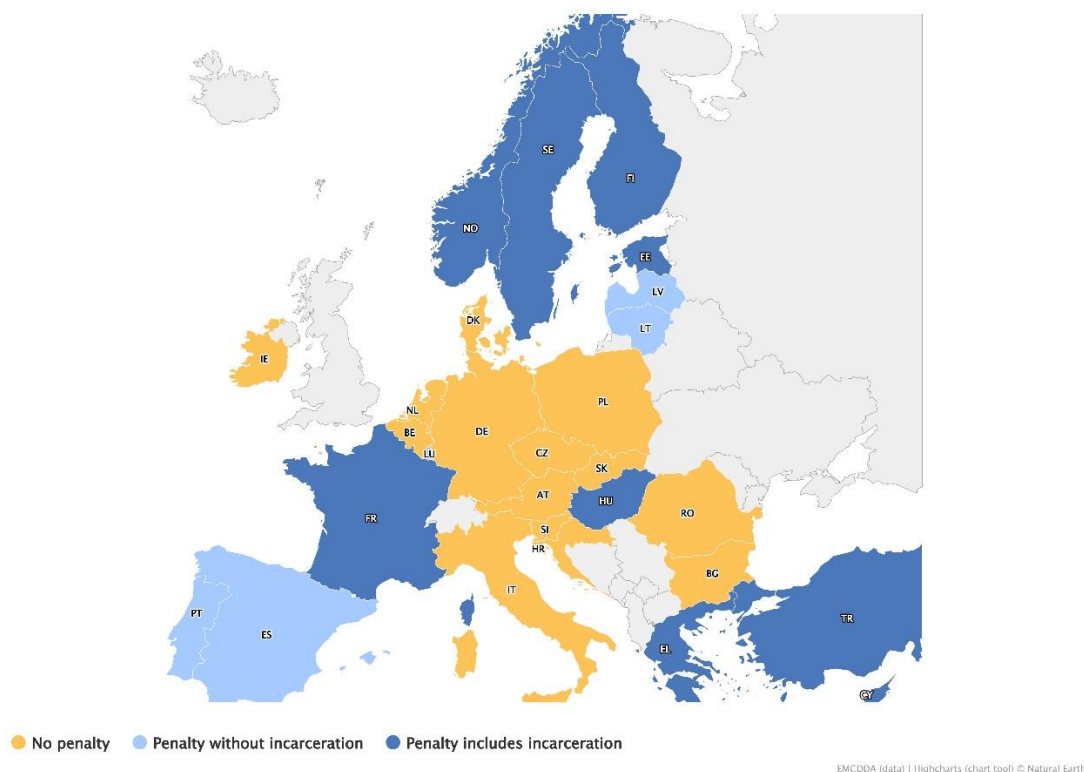 SE
FI
NO
EE
LV
DK
LT
IE
PL
NL
DE
BE
CZ
LU
SK
AT
HU
FR
RO
SI
HR
BG
IT
PT
TR
ES
EL
CY
No penalty Penalty without incarceration Penalty includes incarceration
EMCDDA (data) | Highcharts (chart tool) © Natural Earth